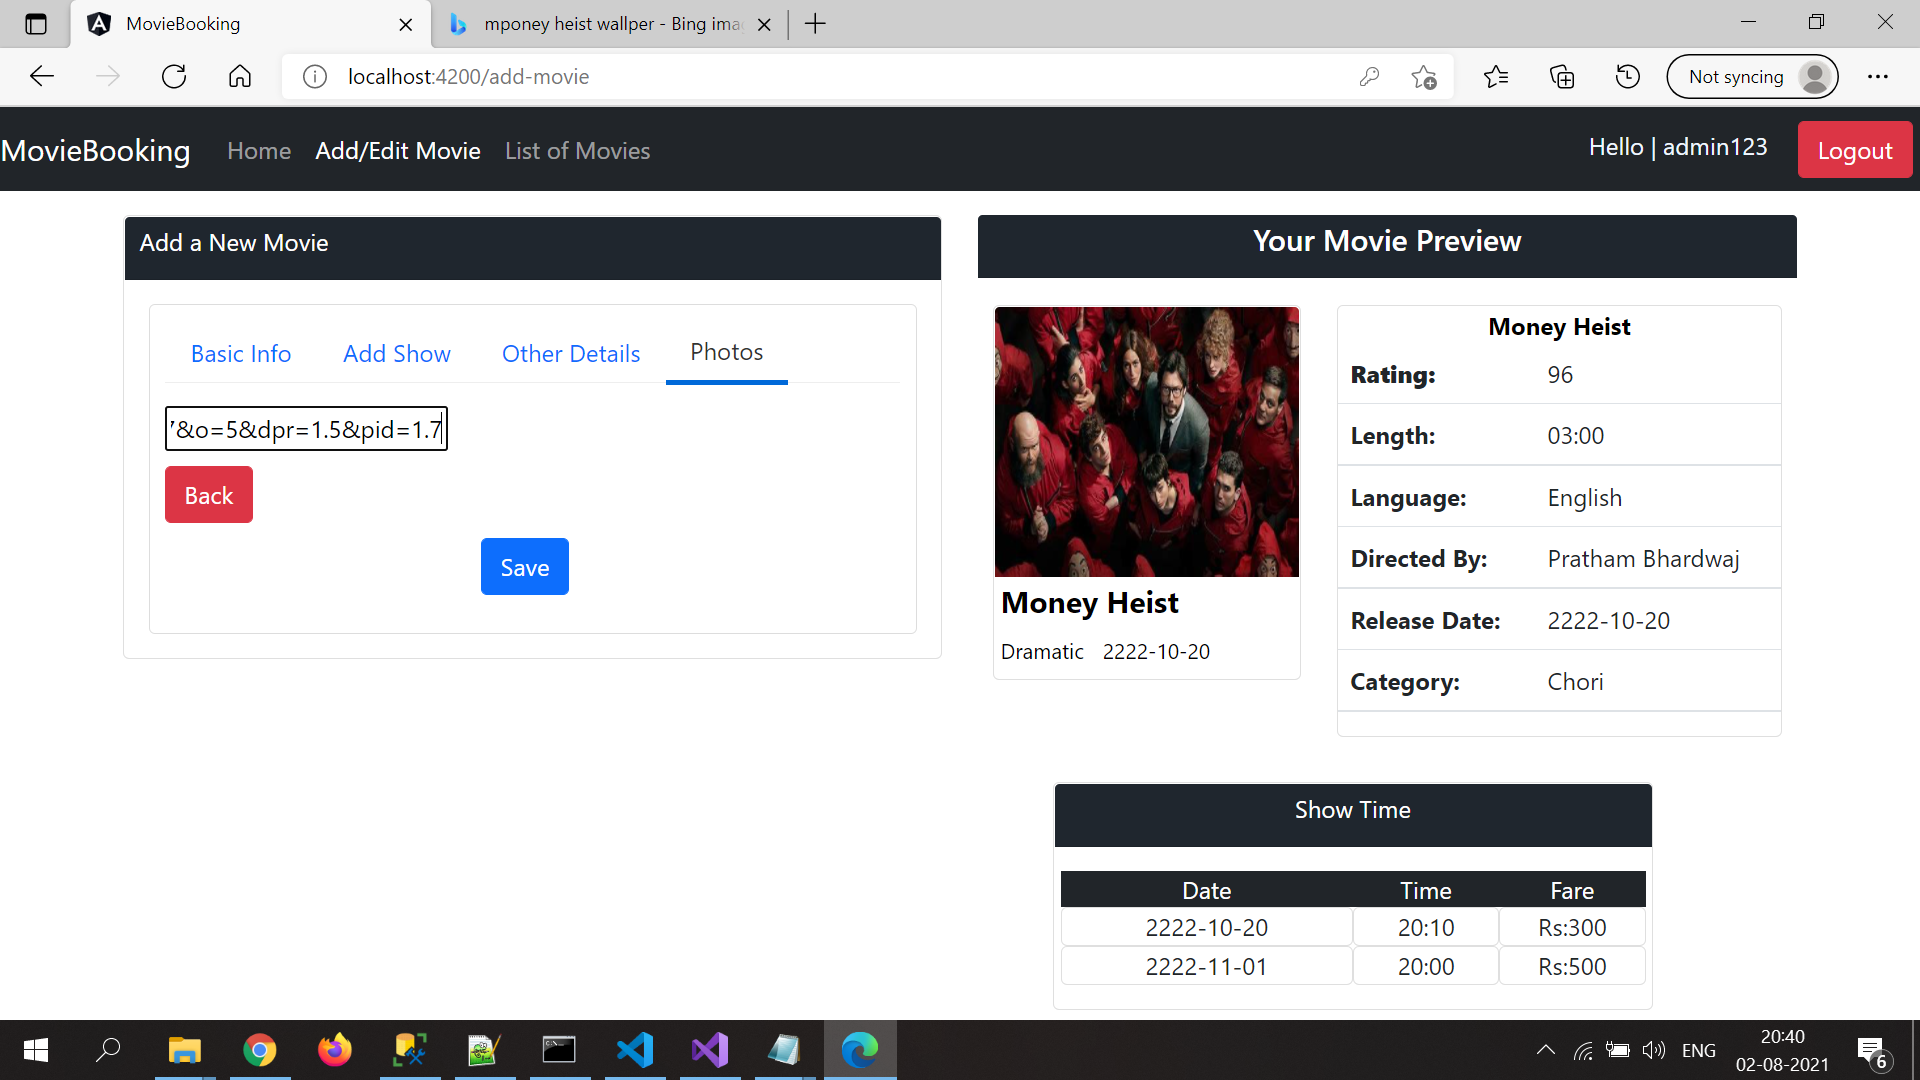 MovieBooking
mponey heist wallper - Bing ima
localhost:4200/add-movie
Not syncing
MovieBooking Home Add/Edit Movie List of Movies Hello | admin123 Logout
Add a New Movie
Basic Info Add Show Other Details Photos
&o=5&dpr=1.5&pid=1.7
Back
Save
Your Movie Preview
Money Heist
Dramatic 2222-10-20
Money Heist
Rating: 96
Length: 03:00
Language: English
Directed By: Pratham Bhardwaj
Release Date: 2222-10-20
Category: Chori
Show Time
Date Time Fare
2222-10-20 20:10 Rs:300
2222-11-01 20:00 Rs:500
ENG
20:40
02-08-2021
6